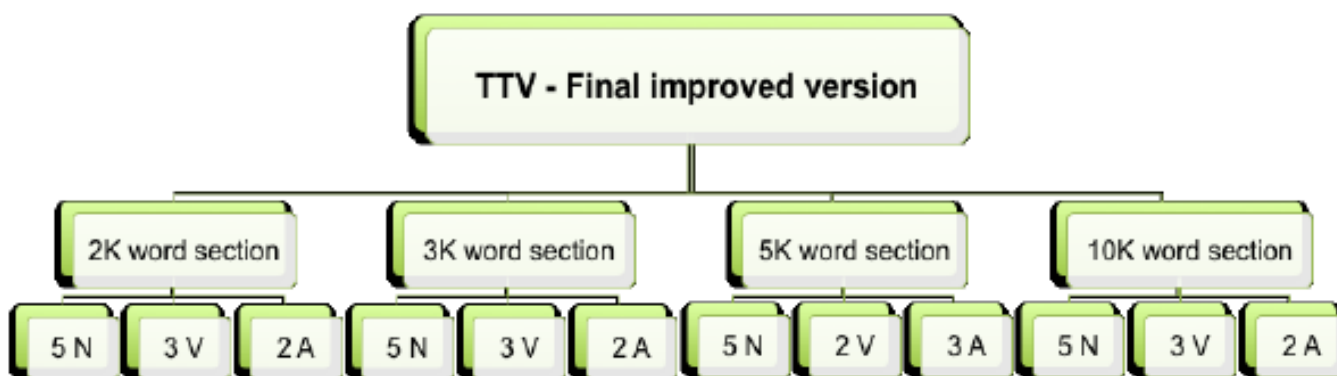 TTV - Final improved version
2K word section
3K word section
5K word section
10K word section
5 N
3 V
2 A
5 N
3 V
2 A
5 N
2 V
3 A
5 N
3 V
2 A